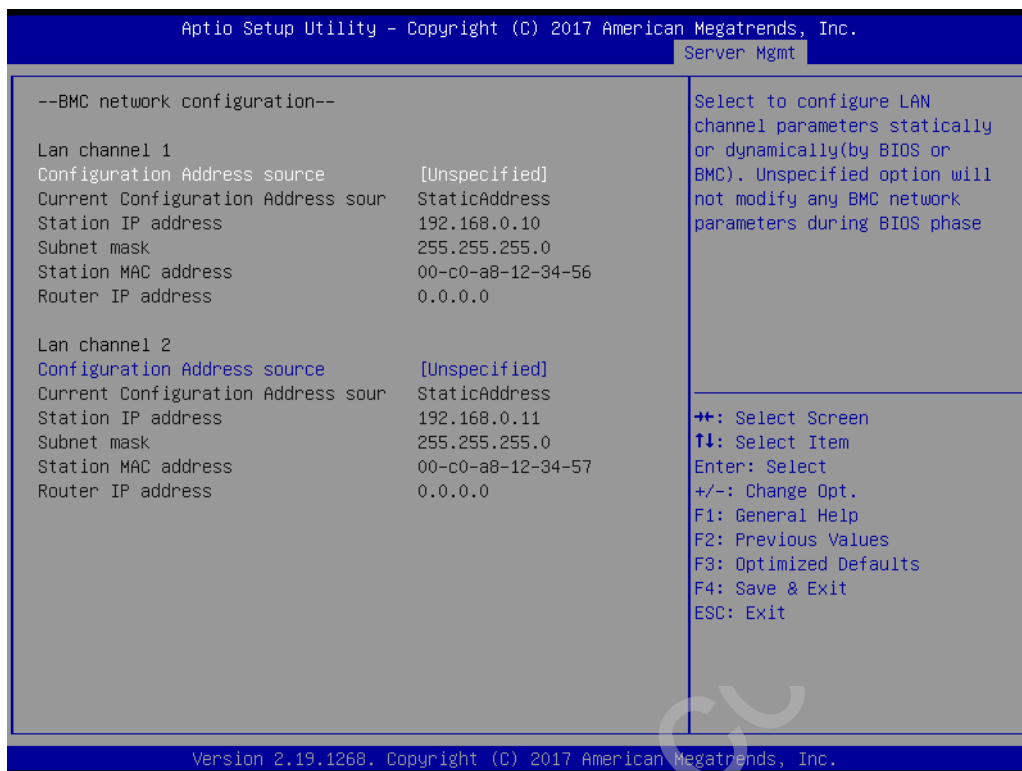 Aptio Setup Utility – Copyright (C) 2017 American Megatrends, Inc.
Server Mgmt
--BMC network configuration--
Lan channel 1
Configuration Address source [Unspecified]
Current Configuration Address sour StaticAddress
Station IP address 192.168.0.10
Subnet mask 255.255.255.0
Station MAC address 00-c0-a8-12-34-56
Router IP address 0.0.0.0
Lan channel 2
Configuration Address source [Unspecified]
Current Configuration Address sour StaticAddress
Station IP address 192.168.0.11
Subnet mask 255.255.255.0
Station MAC address 00-c0-a8-12-34-57
Router IP address 0.0.0.0
Select to configure LAN
channel parameters statically
or dynamically(by BIOS or
BMC). Unspecified option will
not modify any BMC network
parameters during BIOS phase
→←: Select Screen
↑↓: Select Item
Enter: Select
+/-: Change Opt.
F1: General Help
F2: Previous Values
F3: Optimized Defaults
F4: Save & Exit
ESC: Exit
Version 2.19.1268. Copyright (C) 2017 American Megatrends, Inc.